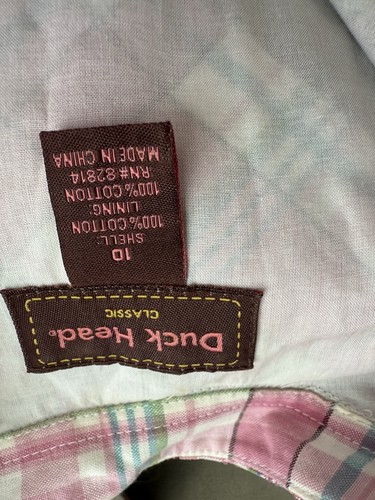 Duck Head®
CLASSIC
10
SHELL:
100% COTTON
LINING:
100% COTTON
RN#82814
MADE IN CHINA